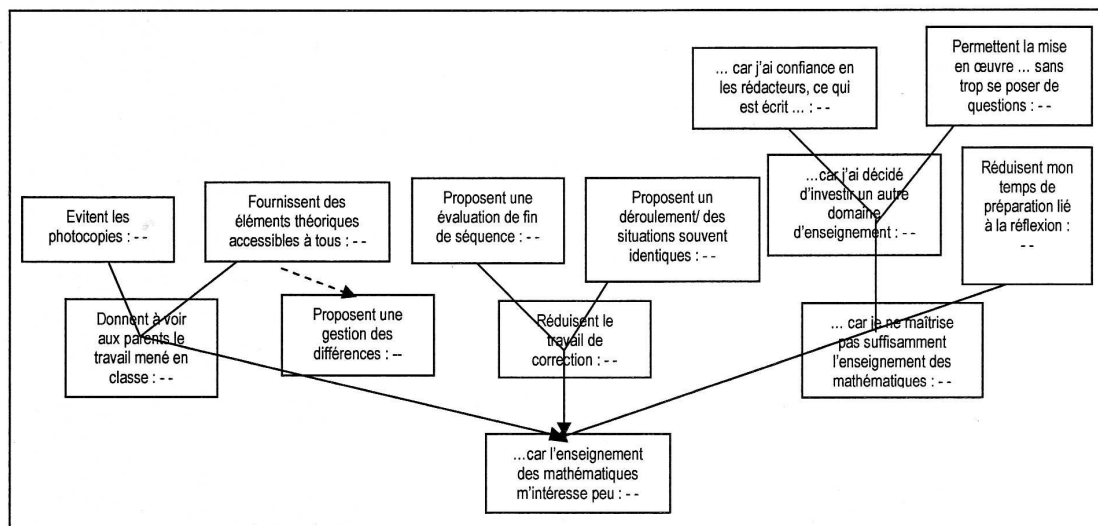 ... car j'ai confiance en
les rédacteurs, ce qui
est écrit ... : - -
Permettent la mise
en œuvre ... sans
trop se poser de
questions : - -
Evitent les
photocopies : - -
Fournissent des
éléments théoriques
accessibles à tous : - -
Proposent une
évaluation de fin
de séquence : - -
Proposent un
déroulement/ des
situations souvent
identiques : - -
...car j'ai décidé
d'investir un autre
domaine
d'enseignement : - -
Réduisent mon
temps de
préparation lié
à la réflexion :
- -
Donnent à voir
aux parents le
travail mené en
classe : - -
Proposent une
gestion des
différences : --
Réduisent le
travail de
correction : - -
... car je ne maîtrise
pas suffisamment
l'enseignement des
mathématiques : - -
...car l'enseignement
des mathématiques
m'intéresse peu : - -